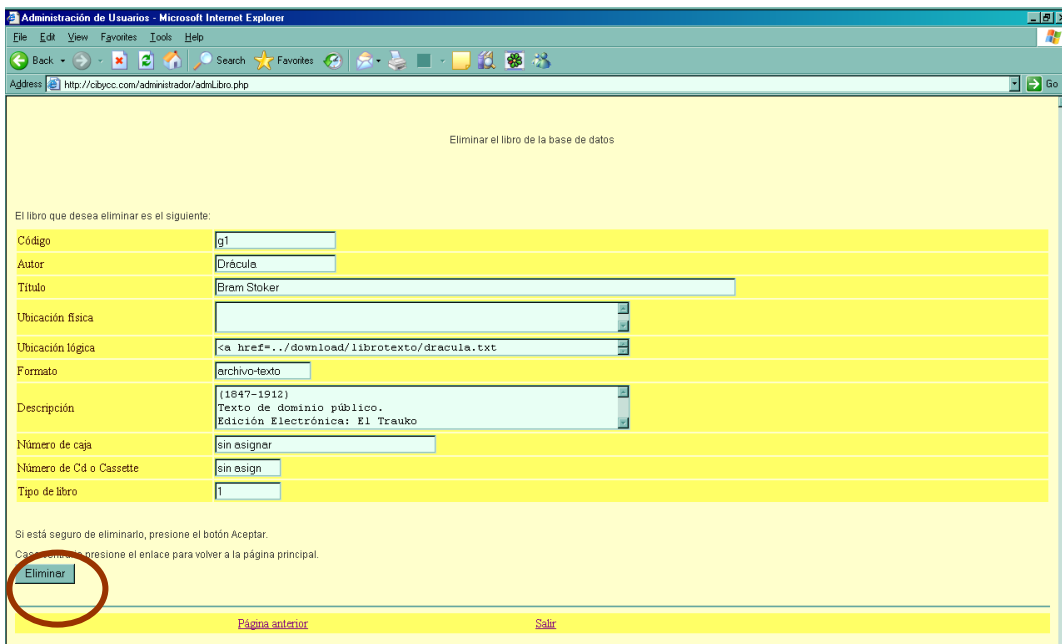 Administración de Usuarios - Microsoft Internet Explorer
File Edit View Favorites Tools Help
Back Search Favorites
Address http://cibycc.com/administrador/admLibro.php Go
Eliminar el libro de la base de datos
El libro que desea eliminar es el siguiente:
Código g1
Autor Drácula
Título Bram Stoker
Ubicación física
Ubicación lógica <a href=../download/librotexto/dracula.txt
Formato archivo-texto
(1847-1912)
Descripción Texto de dominio público.
Edición Electrónica: El Trauko
Número de caja sin asignar
Número de Cd o Cassette sin asign
Tipo de libro 1
Si está seguro de eliminarlo, presione el botón Aceptar.
presione el enlace para volver a la página principal.
Eliminar
Página anterior Salir